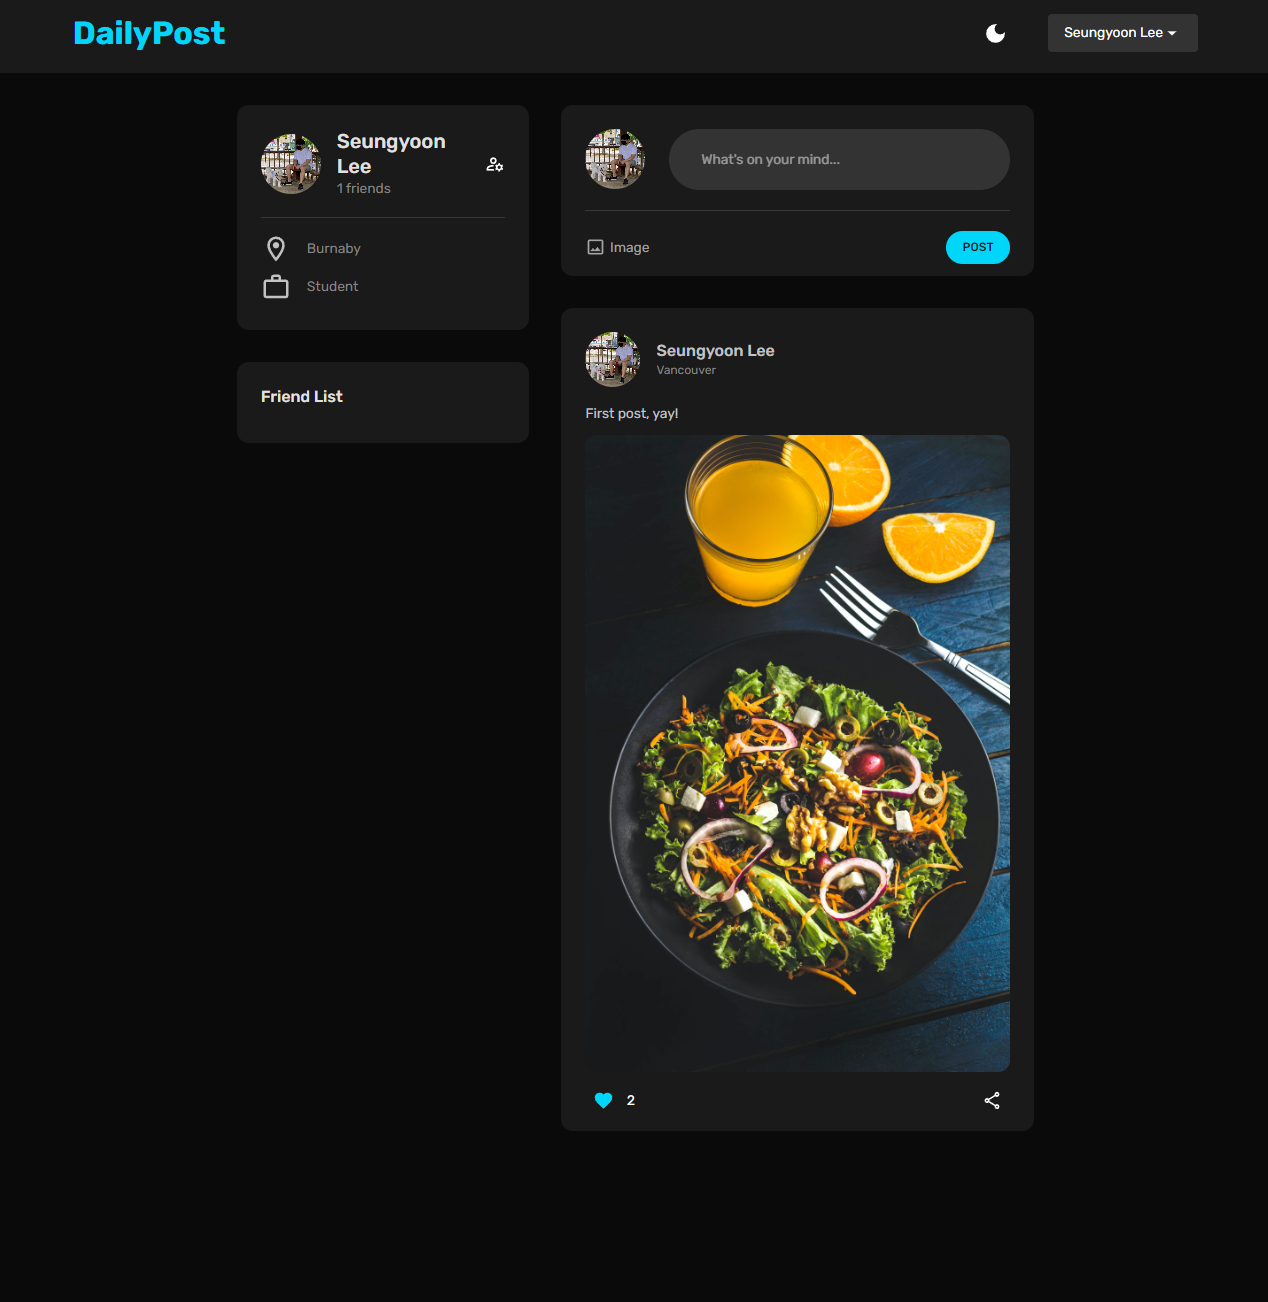 DailyPost
Seungyoon Lee
Seungyoon
Lee
1 friends
Burnaby
Student
Friend List
What's on your mind...
Image
POST
Seungyoon Lee
Vancouver
First post, yay!
2